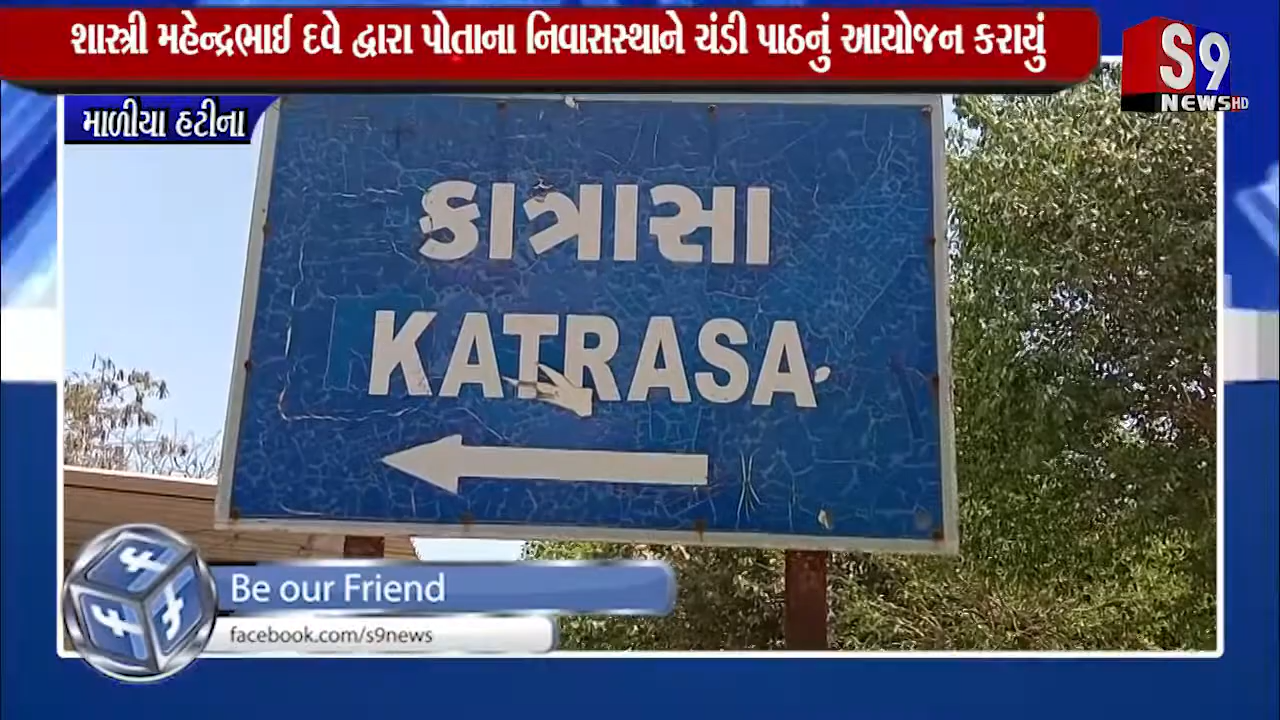 શાસ્ત્રી મહેન્દ્રભાઈ દવે દ્વારા પોતાના નિવાસસ્થાને ચંડી પાઠનું આયોજન કરાયું
S9
NEWS HD
માળીયા હટીના
કાત્રાસા
KATRASA
Be our Friend
facebook.com/s9news